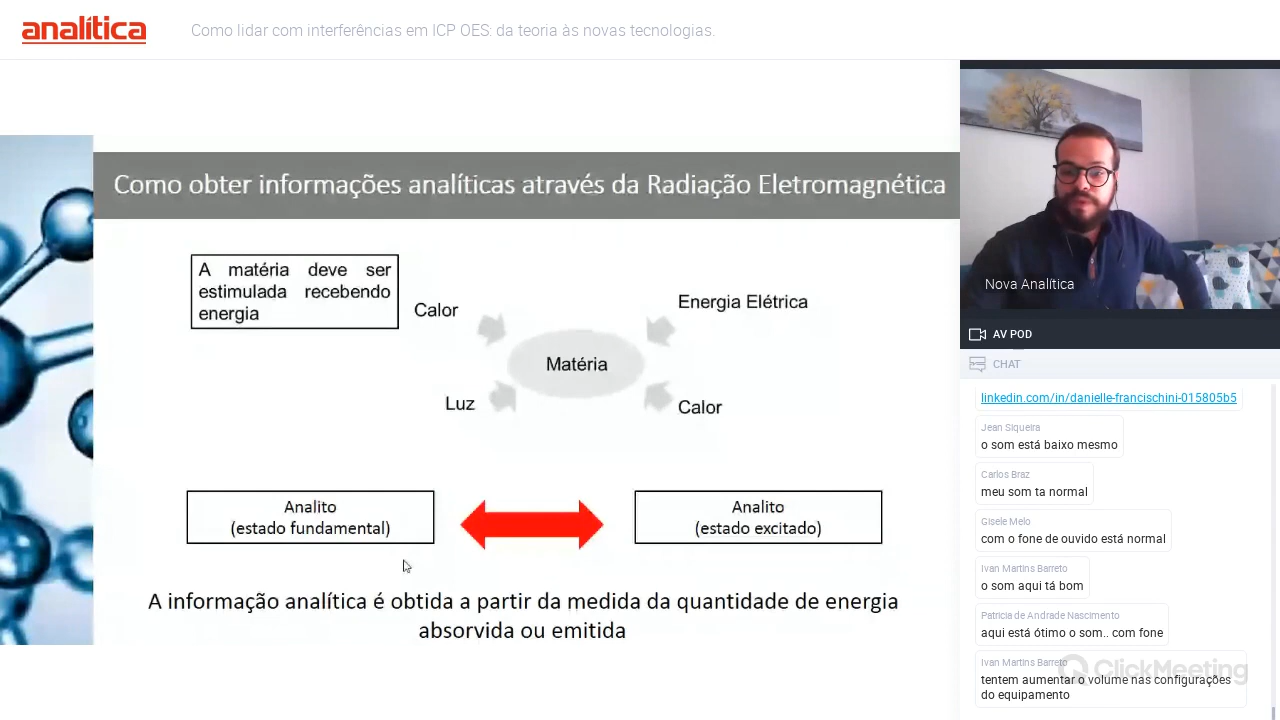 analítica
Como lidar com interferências em ICP OES: da teoria às novas tecnologias.
Como obter informações analíticas através da Radiação Eletromagnética
A matéria deve ser
estimulada recebendo
energia
Calor
Energia Elétrica
Matéria
Luz
Calor
Analito
(estado fundamental)
Analito
(estado excitado)
A informação analítica é obtida a partir da medida da quantidade de energia
absorvida ou emitida
Nova Analítica
AV POD
CHAT
linkedin.com/in/danielle-francischini-015805b5
Jean Siqueira
o som está baixo mesmo
Carlos Braz
meu som ta normal
Gisele Melo
com o fone de ouvido está normal
Ivan Martins Barreto
o som aqui tá bom
Patricia de Andrade Nascimento
aqui está ótimo o som.. com fone
Ivan Martins Barreto
ClickMeeting
tentem aumentar o volume nas configurações
do equipamento